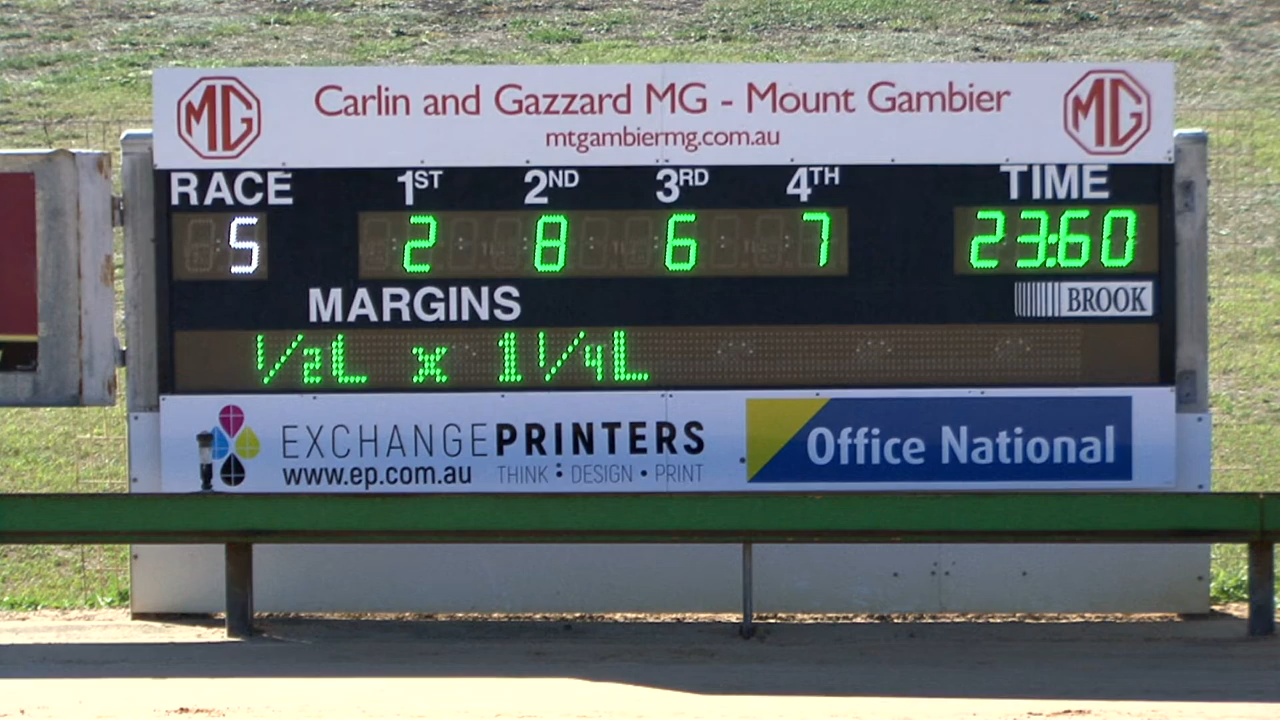 MG Carlin and Gazzard MG - Mount Gambier MG
mtgambiermg.com.au
RACE 1ST 2ND 3RD 4TH TIME
5 2 8 6 7 23:60
MARGINS BROOK
1/2L x 1 1/4L
EXCHANGEPRINTERS Office National
www.ep.com.au THINK : DESIGN • PRINT